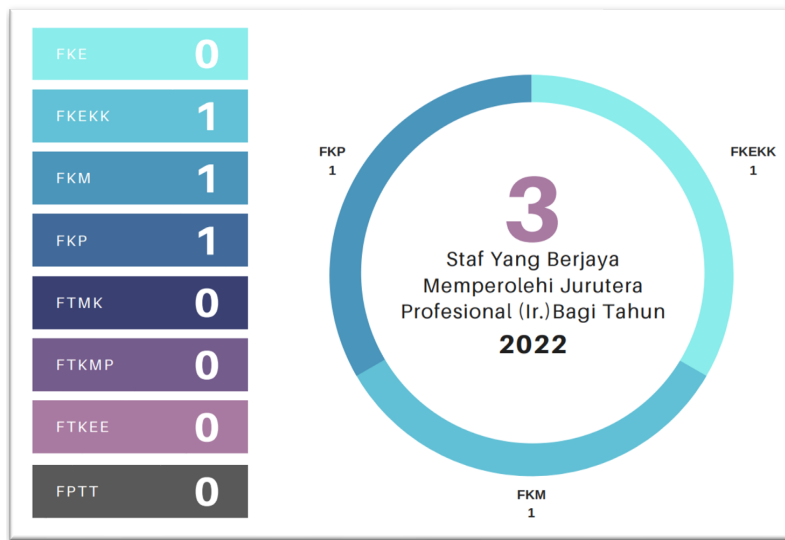 FKE 0
FKEKK 1
FKM 1
FKP 1
FTMK 0
FTKMP 0
FTKEE 0
FPTT 0
FKP
1
FKEKK
1
3
Staf Yang Berjaya
Memperolehi Jurutera
Profesional (Ir.)Bagi Tahun
2022
FKM
1